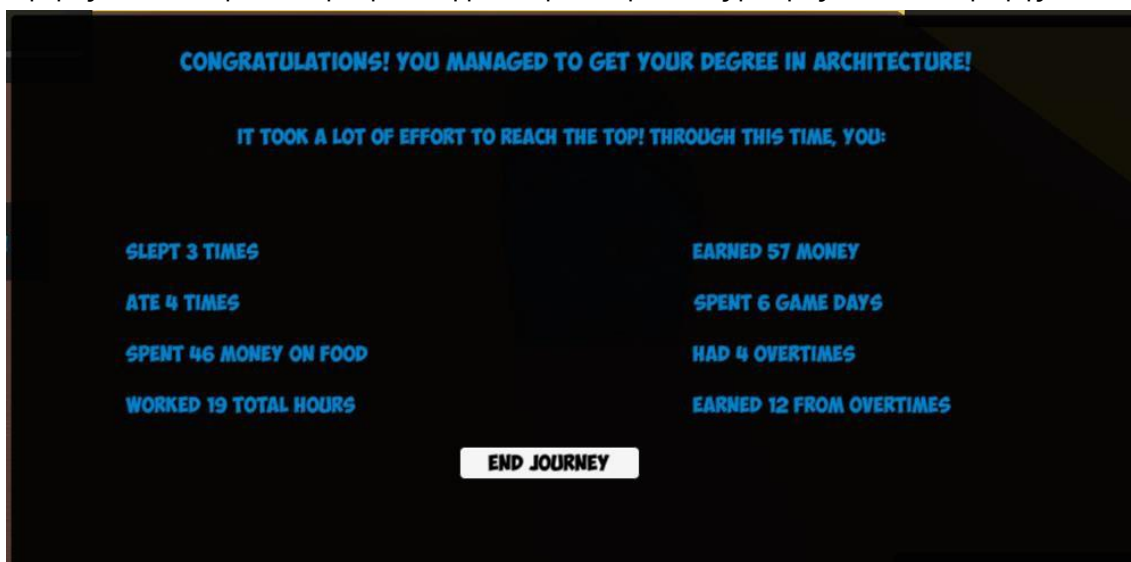 CONGRATULATIONS! YOU MANAGED TO GET YOUR DEGREE IN ARCHITECTURE!
IT TOOK A LOT OF EFFORT TO REACH THE TOP! THROUGH THIS TIME, YOU:
SLEPT 3 TIMES
EARNED 57 MONEY
ATE 4 TIMES
SPENT 6 GAME DAYS
SPENT 46 MONEY ON FOOD
HAD 4 OVERTIMES
WORKED 19 TOTAL HOURS
EARNED 12 FROM OVERTIMES
END JOURNEY